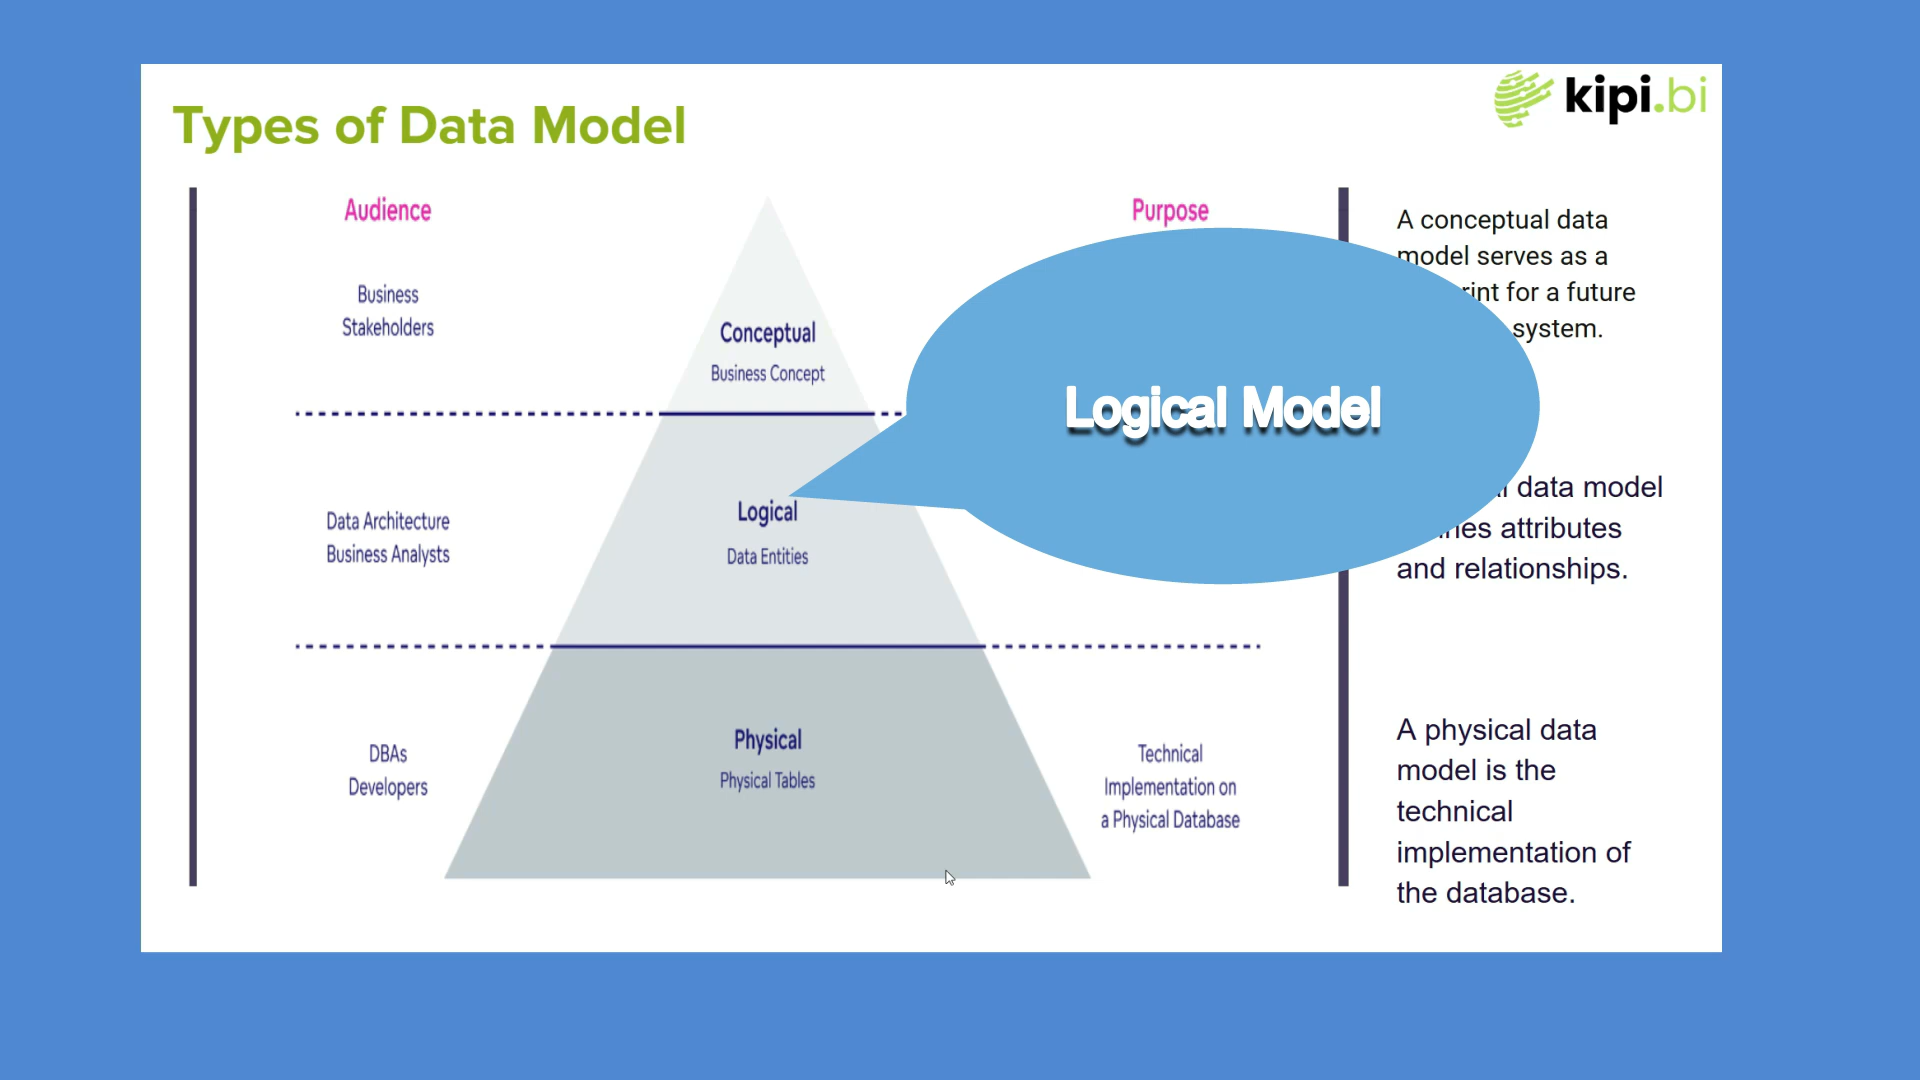 kipi.bi
Types of Data Model
Audience
Purpose
Business
Stakeholders
Conceptual
Business Concept
A conceptual data
model serves as a
for a future
system.
Logical Model
Data Architecture
Business Analysts
Logical
Data Entities
data model
attributes
and relationships.
DBAs
Developers
Physical
Physical Tables
Technical
Implementation on
a Physical Database
A physical data
model is the
technical
implementation of
the database.